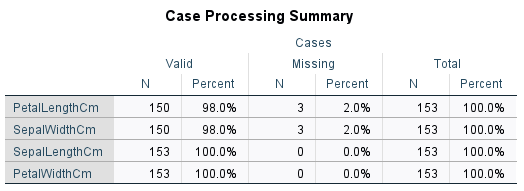 Case Processing Summary
Cases
Valid Missing Total
N Percent N Percent N Percent
PetalLengthCm 150 98.0% 3 2.0% 153 100.0%
SepalWidthCm 150 98.0% 3 2.0% 153 100.0%
SepalLengthCm 153 100.0% 0 0.0% 153 100.0%
PetalWidthCm 153 100.0% 0 0.0% 153 100.0%